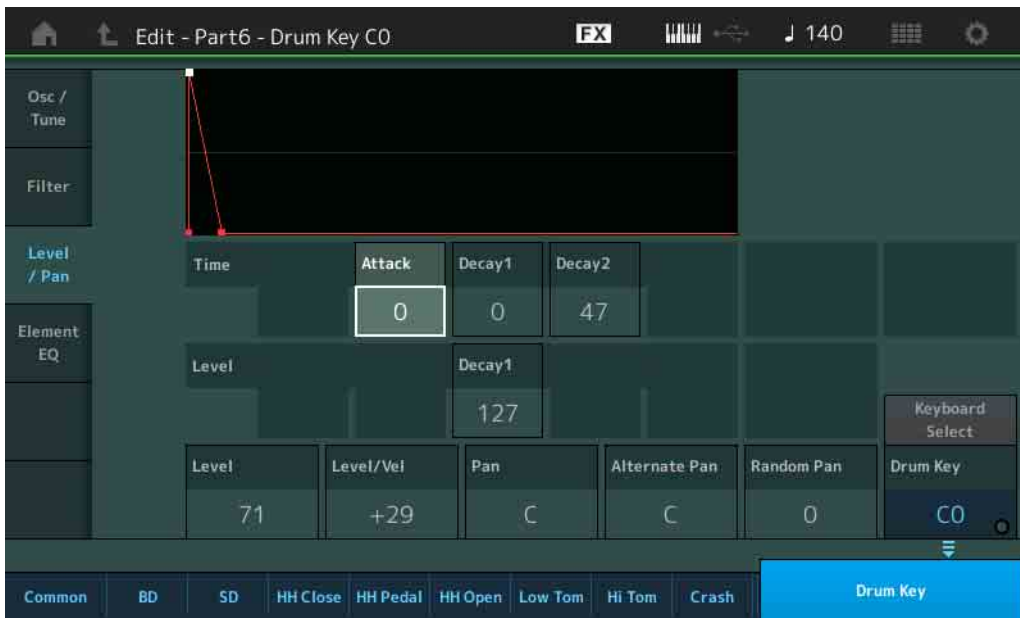 Edit - Part6 - Drum Key C0 FX 140
Osc /
Tune
Filter
Level
/ Pan
Element
EQ
Time Attack Decay1 Decay2
0 0 47
Level Decay1
127
Keyboard
Select
Level Level/Vel Pan Alternate Pan Random Pan Drum Key
71 +29 C C 0 C0
Common BD SD HH Close HH Pedal HH Open Low Tom Hi Tom Crash Drum Key